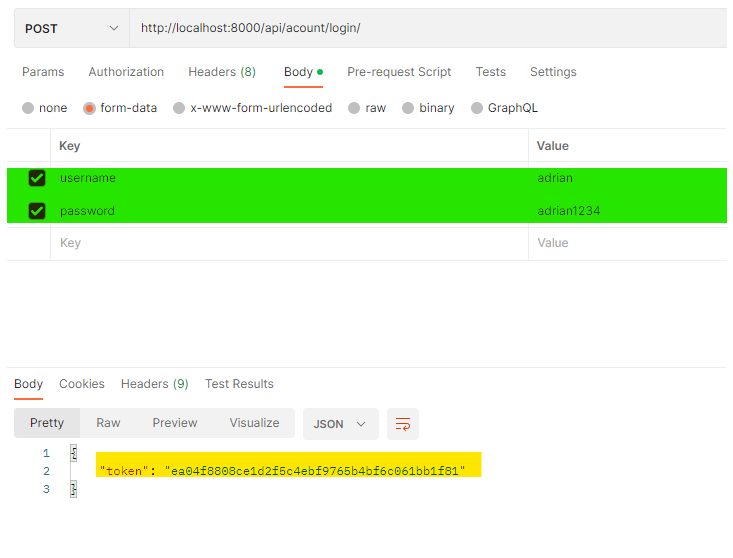 POST http://localhost:8000/api/acount/login/
Params Authorization Headers (8) Body Pre-request Script Tests Settings
none form-data x-www-form-urlencoded raw binary GraphQL
Key Value
username adrian
password adrian1234
Key Value
Body Cookies Headers (9) Test Results
Pretty Raw Preview Visualize JSON
1 {
2 "token": "ea04f8808ce1d2f5c4ebf9765b4bf6c061bb1f81"
3 }